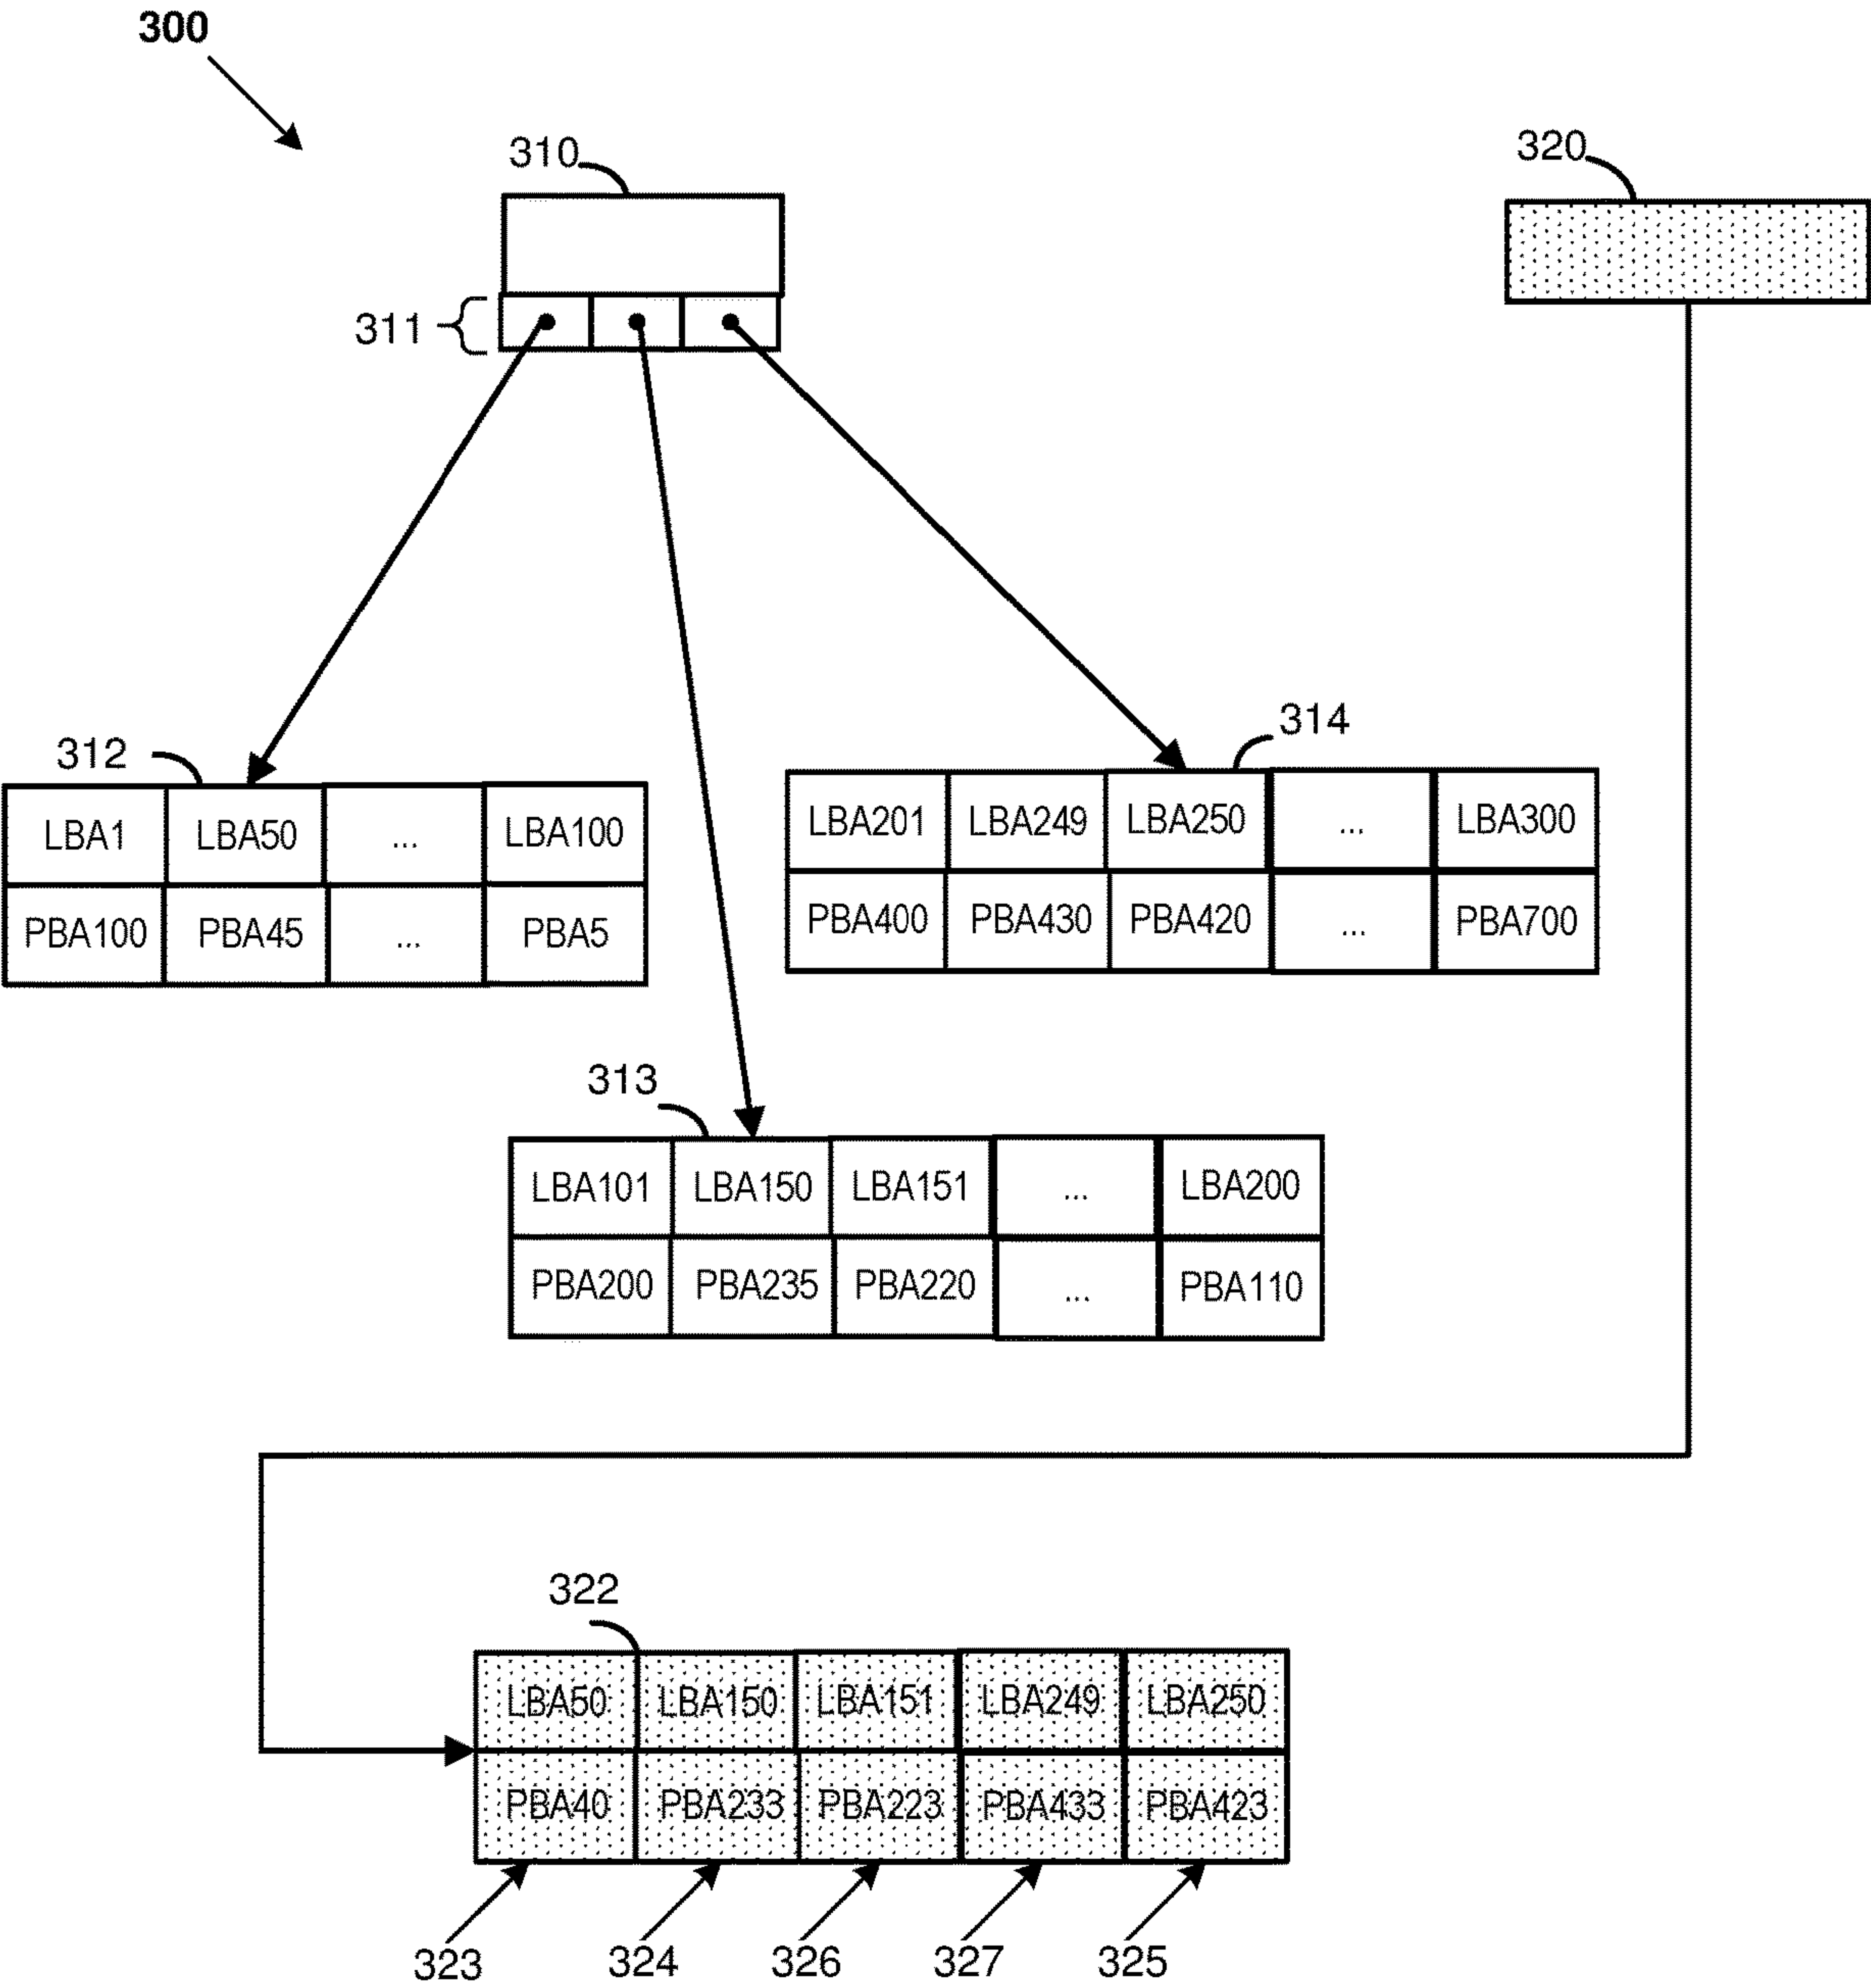 300
310
320
311
312
314
LBA1 LBA50 ... LBA100
PBA100 PBA45 ... PBA5
LBA201 LBA249 LBA250 ... LBA300
PBA400 PBA430 PBA420 ... PBA700
313
LBA101 LBA150 LBA151 ... LBA200
PBA200 PBA235 PBA220 ... PBA110
322
LBA50 LBA150 LBA151 LBA249 LBA250
PBA40 PBA233 PBA223 PBA433 PBA423
323 324 326 327 325